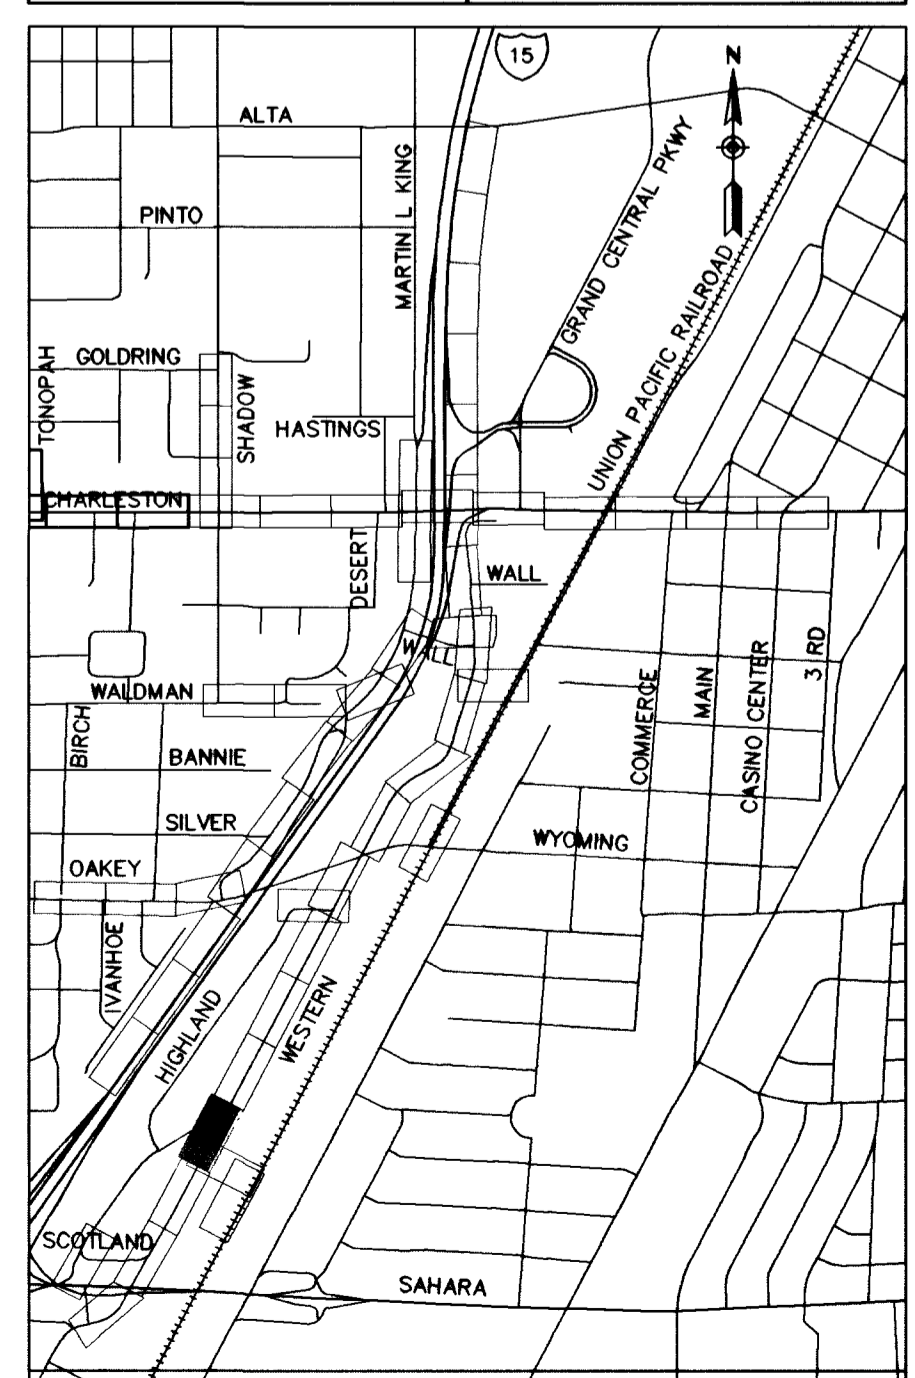 15
N
ALTA
MARTIN L KING
GRAND CENTRAL PKWY
PINTO
UNION PACIFIC RAILROAD
GOLDRING
TONOPAH
SHADOW
HASTINGS
CHARLESTON
DESERT
WALL
WALL
WALDMAN
BIRCH
COMMERCE
MAIN
CASINO CENTER
3 RD
BANNIE
SILVER
WYOMING
OAKEY
IVANHOE
HIGHLAND
WESTERN
SCOTLAND
SAHARA